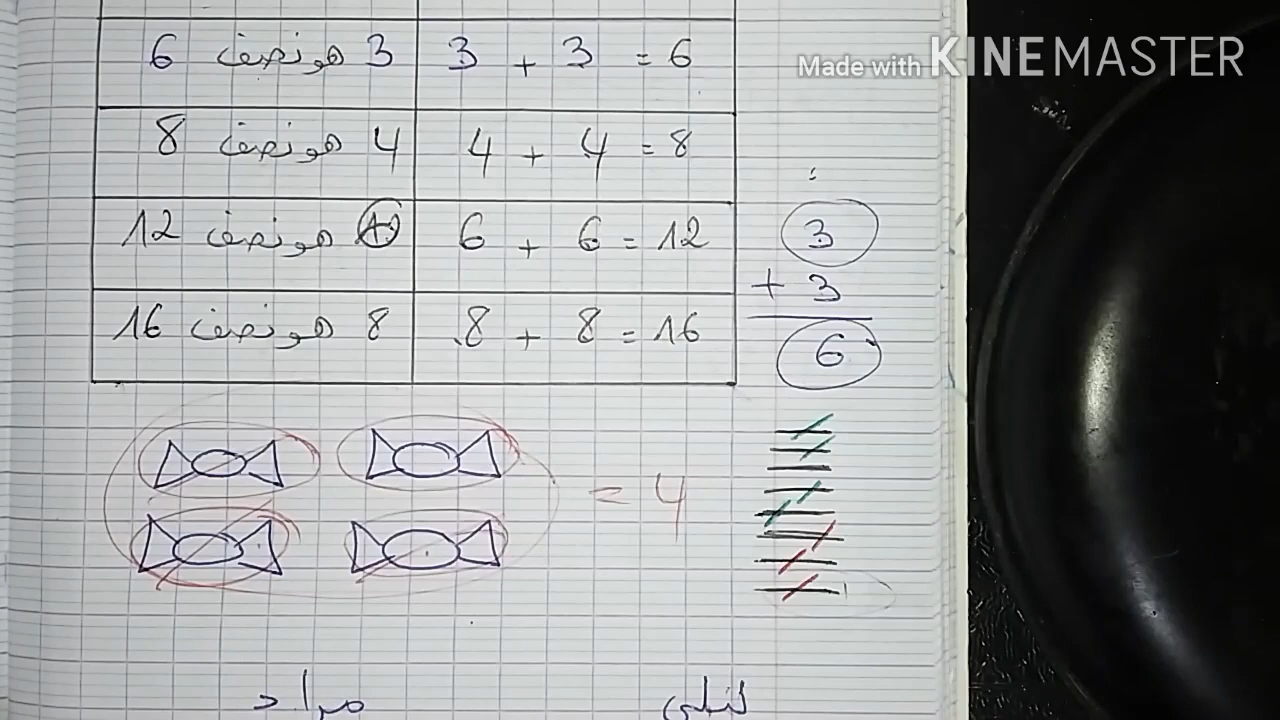 Made with KINEMASTER
3 هو نصف 6
3 + 3 = 6
4 هو نصف 8
4 + 4 = 8
هو نصف 12
6 + 6 = 12
8 هو نصف 16
8 + 8 = 16
3
+ 3
6
= 4
مراد